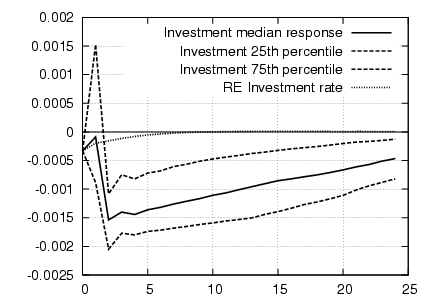 0.002
0.0015
0.001
0.0005
0
-0.0005
-0.001
-0.0015
-0.002
-0.0025
Investment median response
Investment 25th percentile
Investment 75th percentile
RE Investment rate
0 5 10 15 20 25